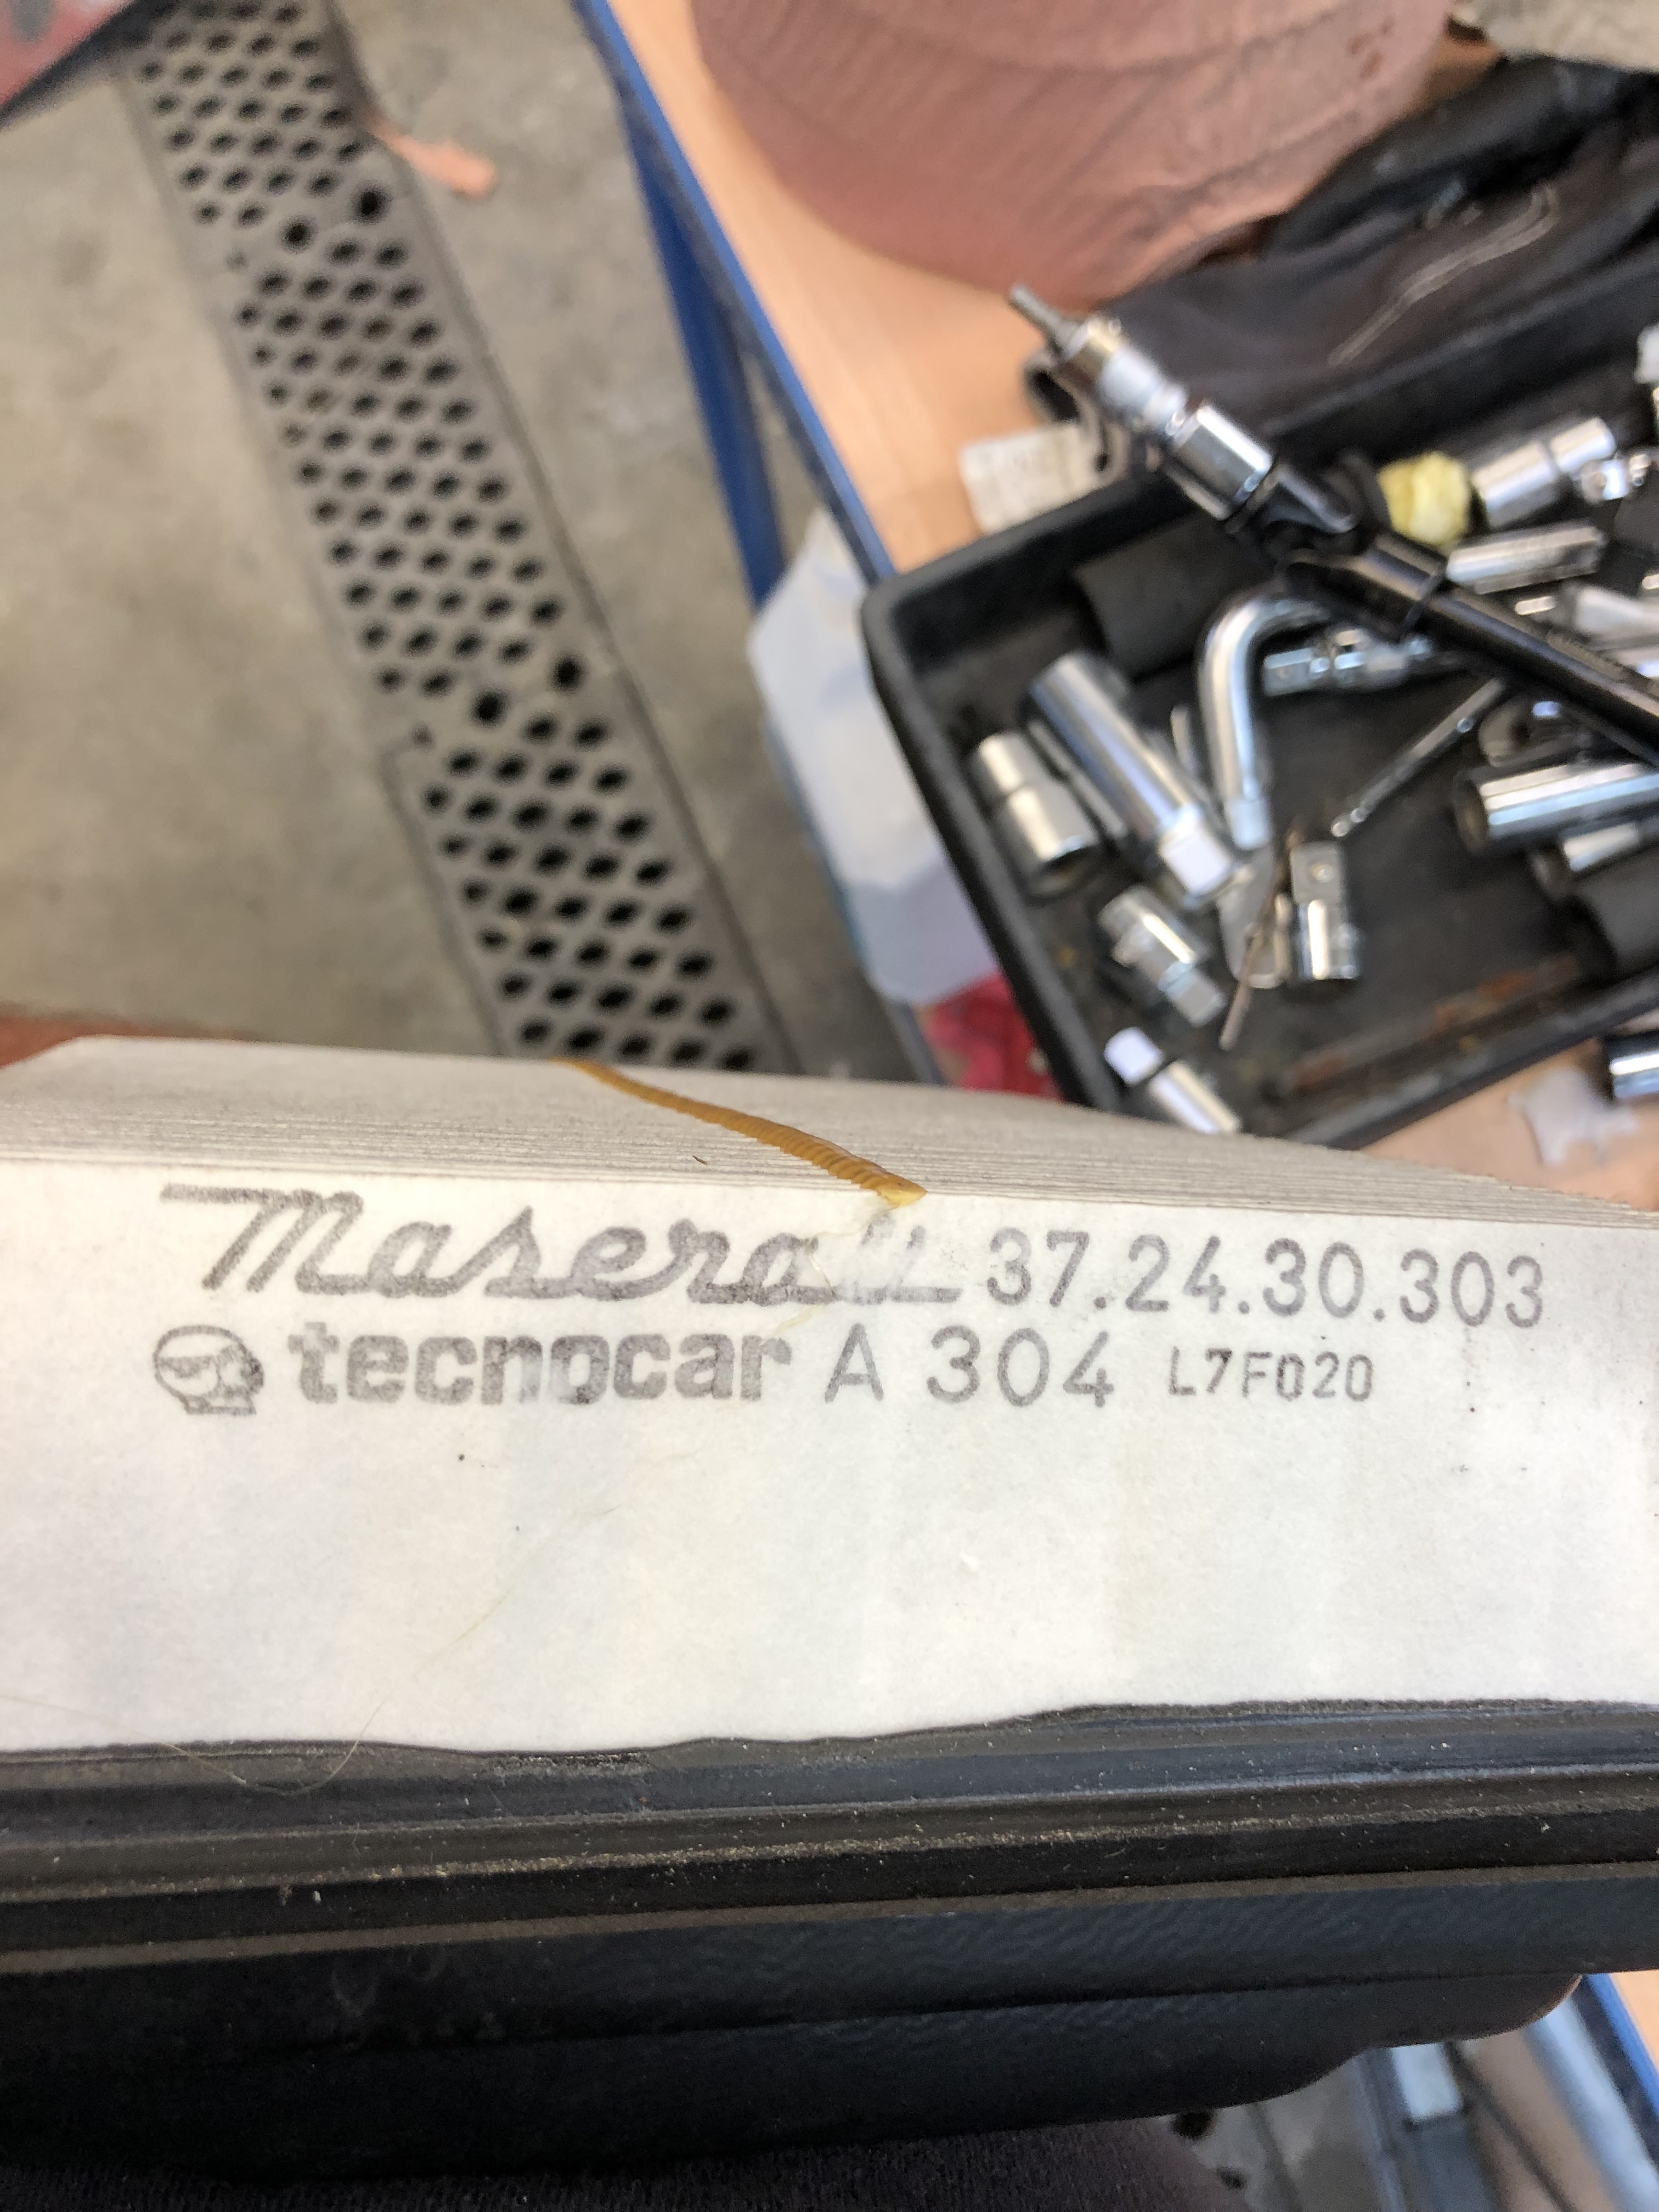 Maserati 37.24.30.303
tecnocar A 304 L7F020